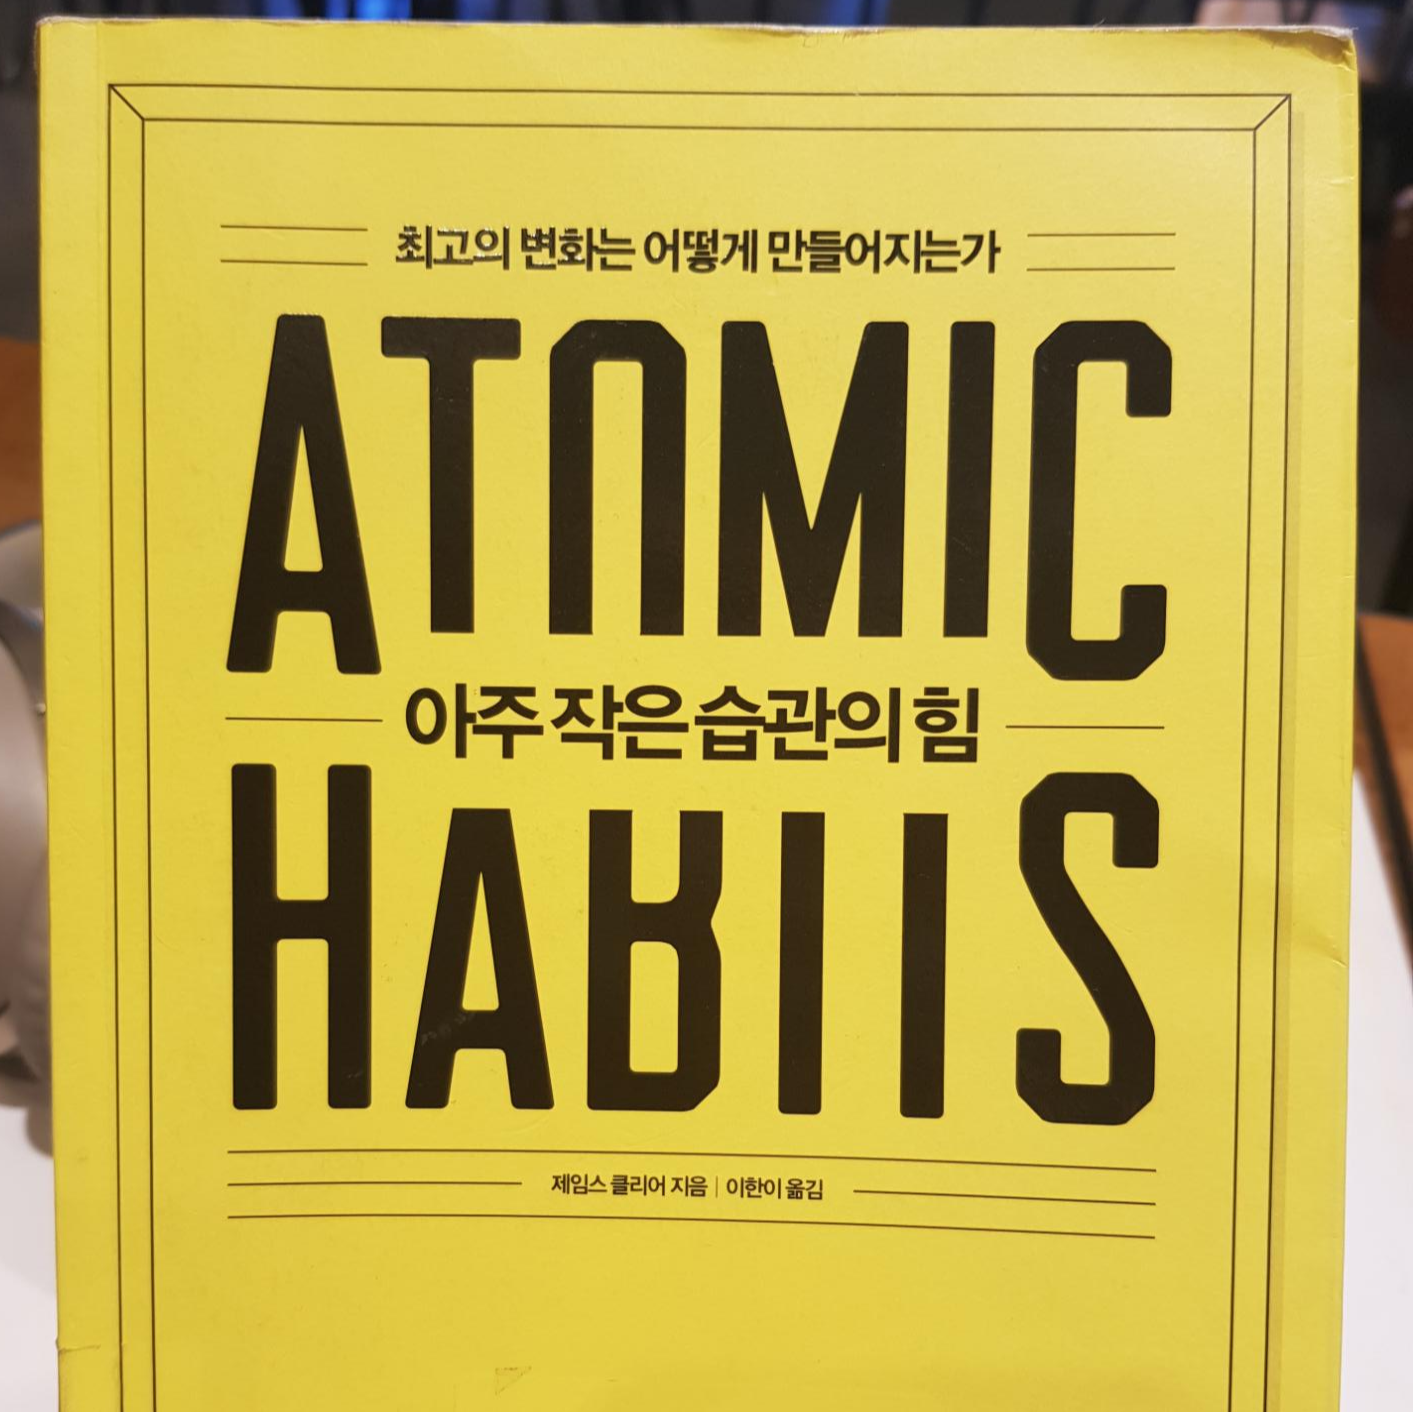 최고의 변화는 어떻게 만들어지는가
ATOMIC
아주 작은 습관의 힘
HABITS
제임스 클리어 지음 | 이한이 옮김